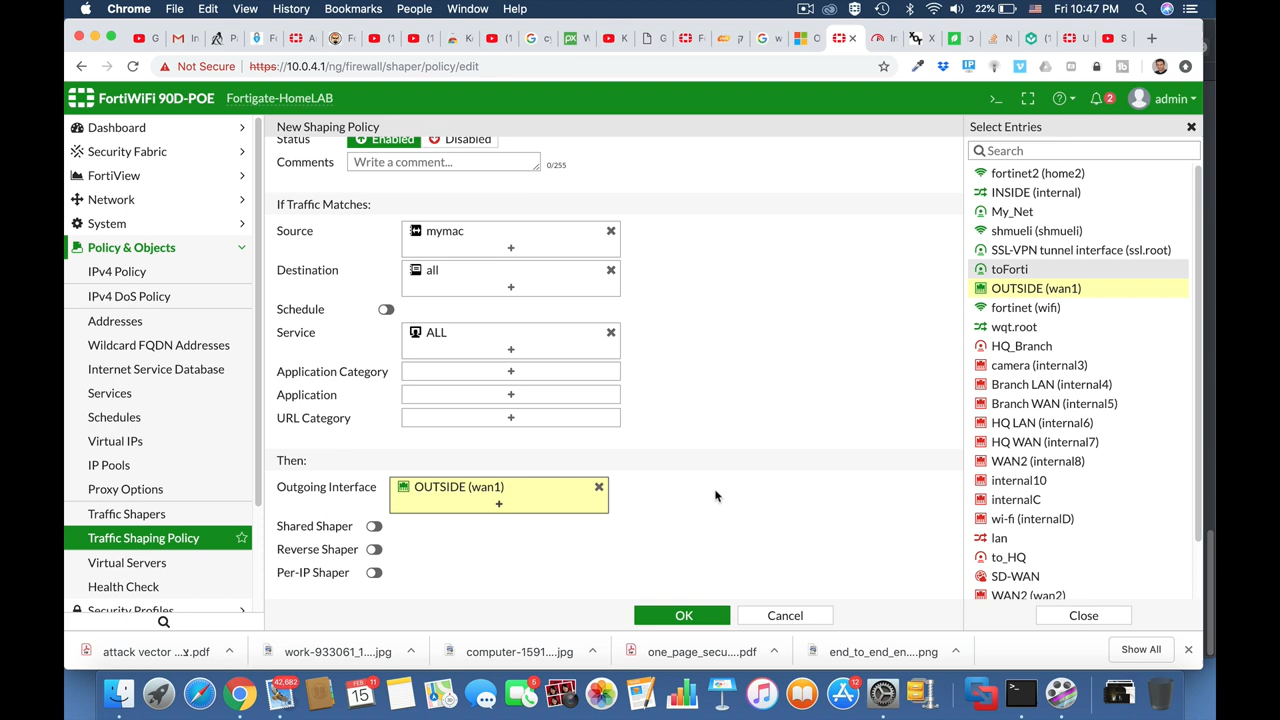 Chrome File Edit View History Bookmarks People Window Help 22% Fri 10:47 PM
Not Secure https://10.0.4.1/ng/firewall/shaper/policy/edit
FortiWiFi 90D-POE Fortigate-HomeLAB 2 admin
Dashboard
Security Fabric
FortiView
Network
System
Policy & Objects
IPv4 Policy
IPv4 DoS Policy
Addresses
Wildcard FQDN Addresses
Internet Service Database
Services
Schedules
Virtual IPs
IP Pools
Proxy Options
Traffic Shapers
Traffic Shaping Policy
Virtual Servers
Health Check
Security Profiles
New Shaping Policy
Status Enabled Disabled
Comments Write a comment... 0/255
If Traffic Matches:
Source mymac
Destination all
Schedule
Service ALL
Application Category
Application
URL Category
Then:
Outgoing Interface OUTSIDE (wan1)
Shared Shaper
Reverse Shaper
Per-IP Shaper
OK Cancel
Select Entries
Search
fortinet2 (home2)
INSIDE (internal)
My_Net
shmueli (shmueli)
SSL-VPN tunnel interface (ssl.root)
toForti
OUTSIDE (wan1)
fortinet (wifi)
wqt.root
HQ_Branch
camera (internal3)
Branch LAN (internal4)
Branch WAN (internal5)
HQ LAN (internal6)
HQ WAN (internal7)
WAN2 (internal8)
internal10
internalC
wi-fi (internalD)
lan
to_HQ
SD-WAN
WAN2 (wan2)
Close
attack vector ...x.pdf work-933061_1....jpg computer-1591....jpg one_page_secu....pdf end_to_end_en....png Show All
42,682 FEB 15 5 12